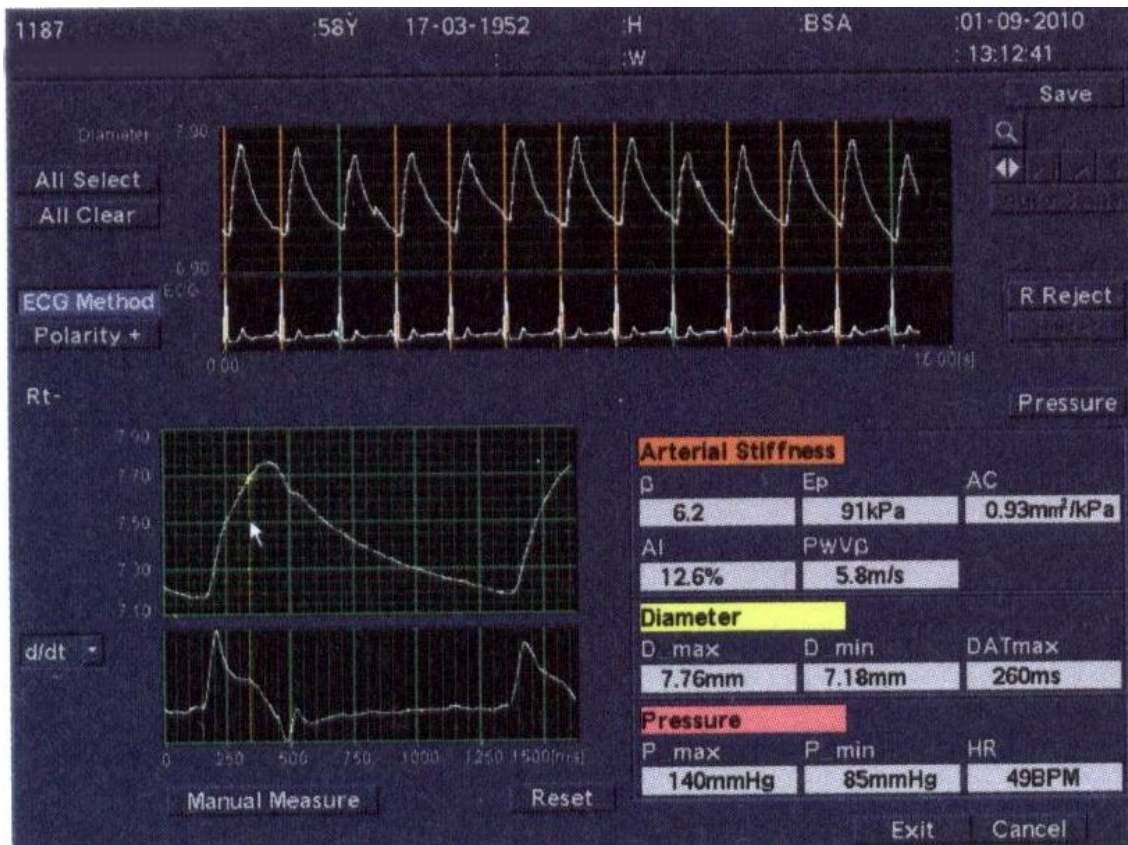 1187 :58Y 17-03-1952 :H :BSA :01-09-2010
: :W : 13:12:41
Save
Diameter 7.90
All Select
All Clear
6.90
ECG Method ECG
R Reject
Polarity +
0.00 16.00[s]
Rt-
Pressure
7.90
7.70
7.50
7.30
7.10
Arterial Stiffness
β Ep AC
6.2 91kPa 0.93mm²/kPa
AI PWVβ
12.6% 5.8m/s
Diameter
d/dt
D_max D_min DATmax
7.76mm 7.18mm 260ms
Pressure
P_max P_min HR
140mmHg 85mmHg 49BPM
0 250 500 750 1000 1250 1500[ms]
Manual Measure Reset
Exit Cancel